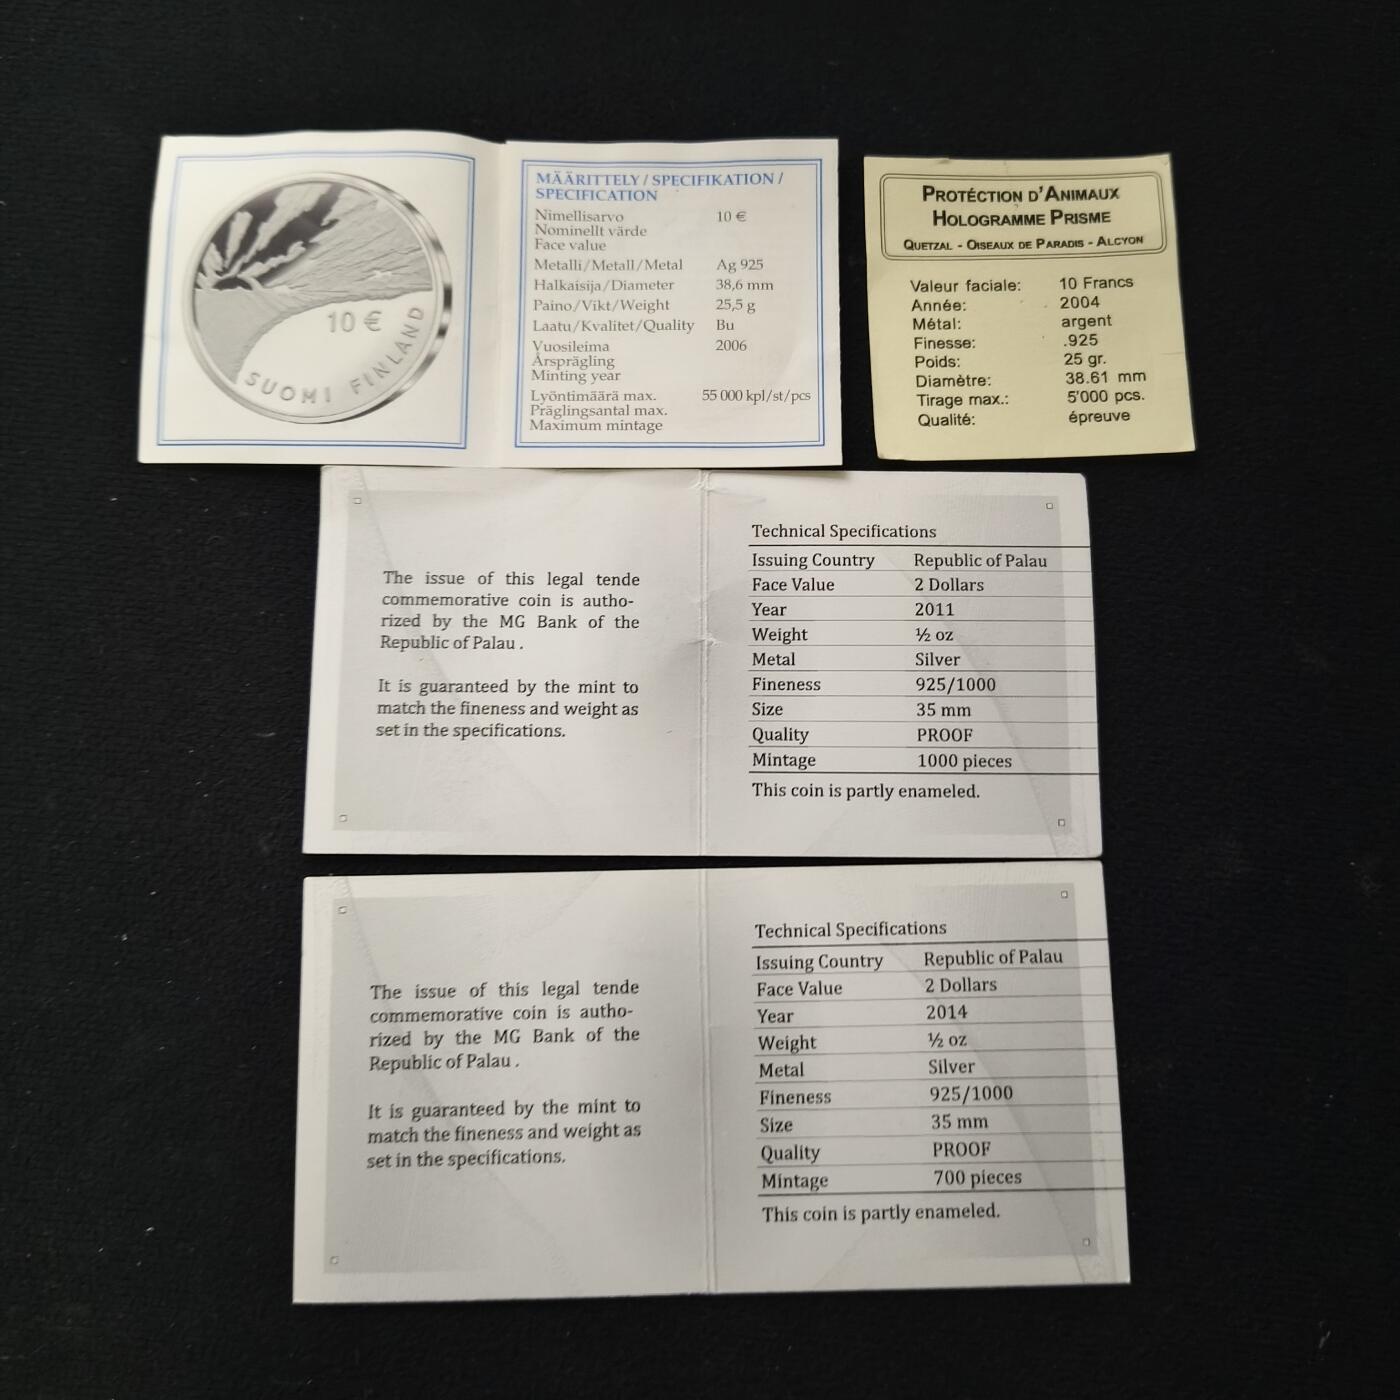 10 €
SUOMI FINLAND
MÄÄRITTELY / SPECIFIKATION /
SPECIFICATION
Nimellisarvo 10 €
Nominellt värde
Face value
Metalli/Metall/Metal Ag 925
Halkaisija/Diameter 38,6 mm
Paino/Vikt/Weight 25,5 g
Laatu/Kvalitet/Quality Bu
Vuosileima 2006
Årsprägling
Minting year
Lyöntimäärä max. 55 000 kpl/st/pcs
Präglingsantal max.
Maximum mintage
PROTÉCTION D'ANIMAUX
HOLOGRAMME PRISME
QUETZAL - OISEAUX DE PARADIS - ALCYON
Valeur faciale: 10 Francs
Année: 2004
Métal: argent
Finesse: .925
Poids: 25 gr.
Diamètre: 38.61 mm
Tirage max.: 5'000 pcs.
Qualité: épreuve
The issue of this legal tende
commemorative coin is autho-
rized by the MG Bank of the
Republic of Palau .
It is guaranteed by the mint to
match the fineness and weight as
set in the specifications.
Technical Specifications
Issuing Country Republic of Palau
Face Value 2 Dollars
Year 2011
Weight ½ oz
Metal Silver
Fineness 925/1000
Size 35 mm
Quality PROOF
Mintage 1000 pieces
This coin is partly enameled.
The issue of this legal tende
commemorative coin is autho-
rized by the MG Bank of the
Republic of Palau .
It is guaranteed by the mint to
match the fineness and weight as
set in the specifications.
Technical Specifications
Issuing Country Republic of Palau
Face Value 2 Dollars
Year 2014
Weight ½ oz
Metal Silver
Fineness 925/1000
Size 35 mm
Quality PROOF
Mintage 700 pieces
This coin is partly enameled.